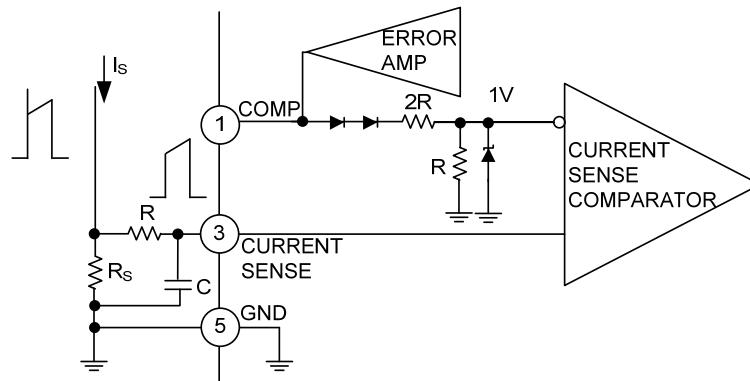 ERROR
AMP
IS
COMP
1
2R
1V
R
CURRENT
SENSE
COMPARATOR
R
3
CURRENT
SENSE
RS
C
GND
5